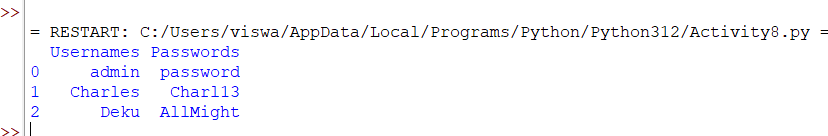 >>
= RESTART: C:/Users/viswa/AppData/Local/Programs/Python/Python312/Activity8.py =
Usernames Passwords
0 admin password
1 Charles Charl13
2 Deku AllMight
>>